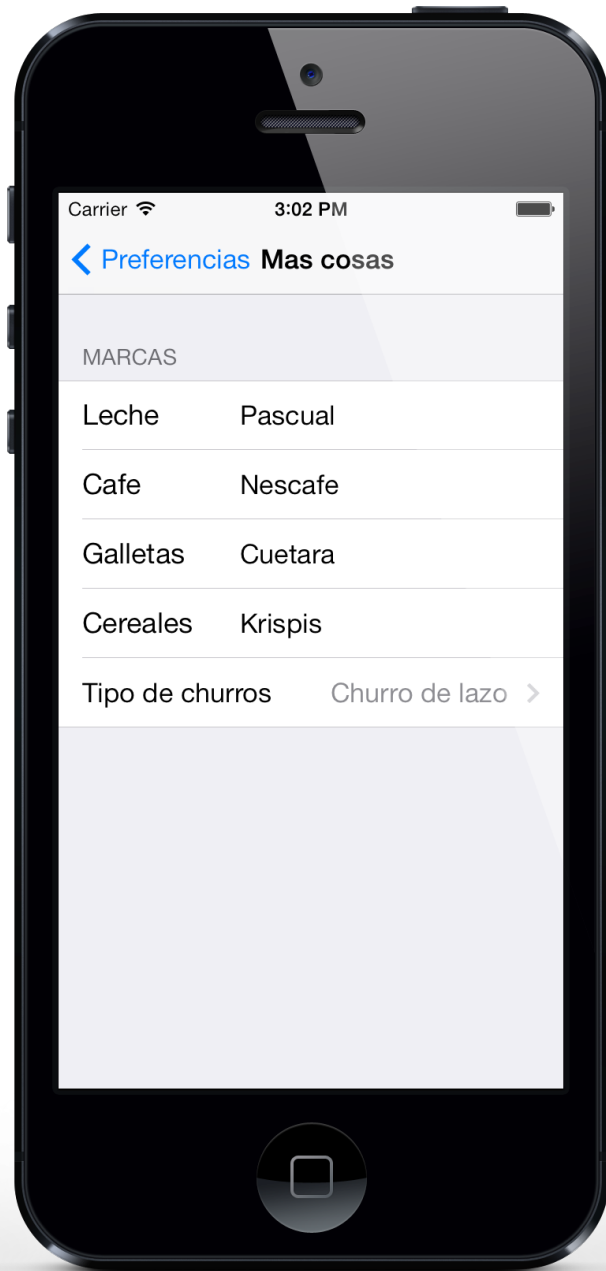 Carrier 3:02 PM
Preferencias Mas cosas
MARCAS
Leche Pascual
Cafe Nescafe
Galletas Cuetara
Cereales Krispis
Tipo de churros Churro de lazo